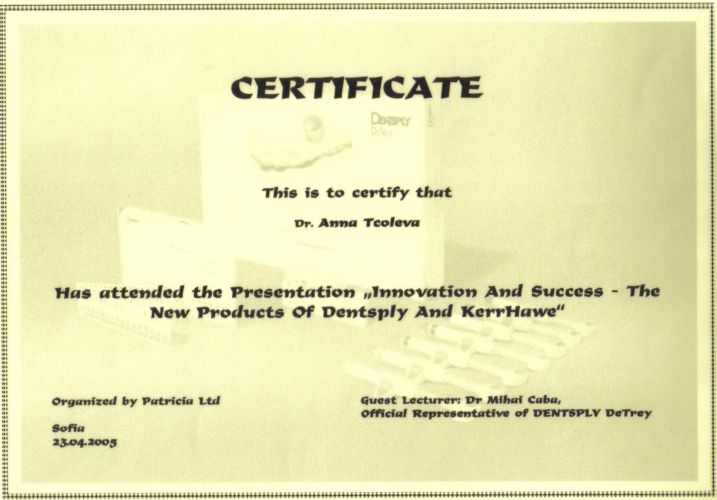 CERTIFICATE
DENTSPLY
DeTrey
This is to certify that
Dr. Anna Tcoleva
Has attended the Presentation „Innovation And Success - The
New Products Of Dentsply And KerrHawe“
Organized by Patricia Ltd
Guest Lecturer: Dr Mihai Caba,
Official Representative of DENTSPLY DeTrey
Sofia
23.04.2005